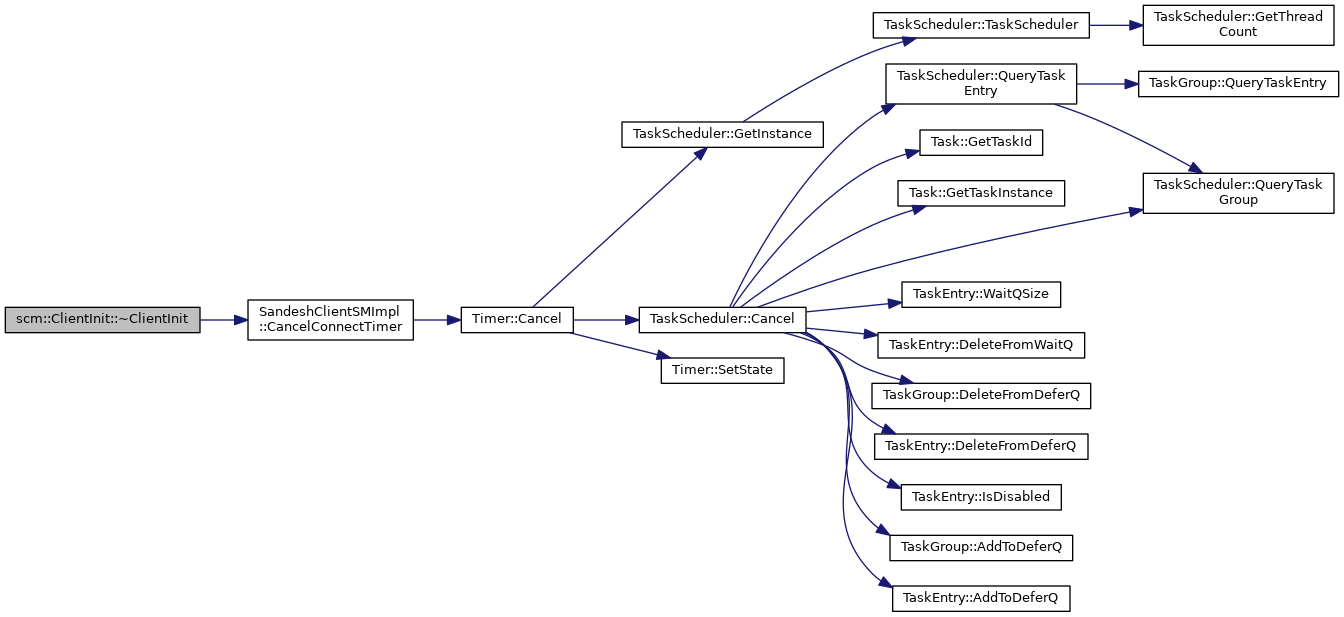 scm::ClientInit::~ClientInit
SandeshClientSMImpl
::CancelConnectTimer
Timer::Cancel
TaskScheduler::GetInstance
TaskScheduler::Cancel
Timer::SetState
TaskScheduler::TaskScheduler
TaskScheduler::QueryTask
Entry
Task::GetTaskId
Task::GetTaskInstance
TaskEntry::WaitQSize
TaskEntry::DeleteFromWaitQ
TaskGroup::DeleteFromDeferQ
TaskEntry::DeleteFromDeferQ
TaskEntry::IsDisabled
TaskGroup::AddToDeferQ
TaskEntry::AddToDeferQ
TaskScheduler::GetThread
Count
TaskGroup::QueryTaskEntry
TaskScheduler::QueryTask
Group